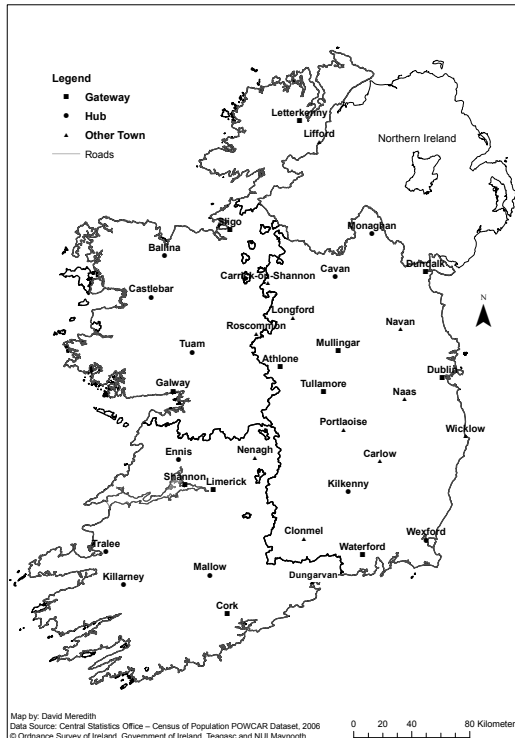 Legend
Gateway
Hub
Other Town
Roads
Letterkenny
Lifford
Northern Ireland
Sligo
Monaghan
Ballina
Dundalk
Cavan
Carrick-on-Shannon
Castlebar
N
Longford
Navan
Roscommon
Tuam
Mullingar
Athlone
Dublin
Galway
Tullamore
Naas
Portlaoise
Wicklow
Ennis
Nenagh
Carlow
Shannon
Limerick
Kilkenny
Clonmel
Wexford
Tralee
Waterford
Mallow
Killarney
Dungarvan
Cork
Map by: David Meredith
Data Source: Central Statistics Office – Census of Population POWCAR Dataset, 2006
© Ordnance Survey of Ireland, Government of Ireland, Teagasc and NUI Maynooth
0 20 40 80 Kilometer